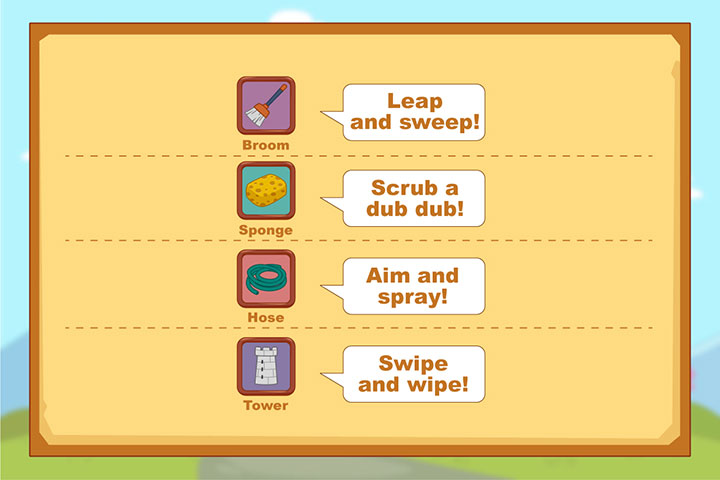 Leap
and sweep!
Broom
Scrub a
dub dub!
Sponge
Aim and
spray!
Hose
Swipe
and wipe!
Tower